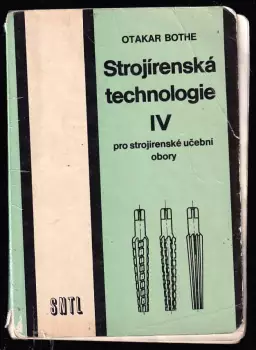 OTAKAR BOTHE
Strojírenská
technologie
IV
pro strojírenské učební
obory
SNTL